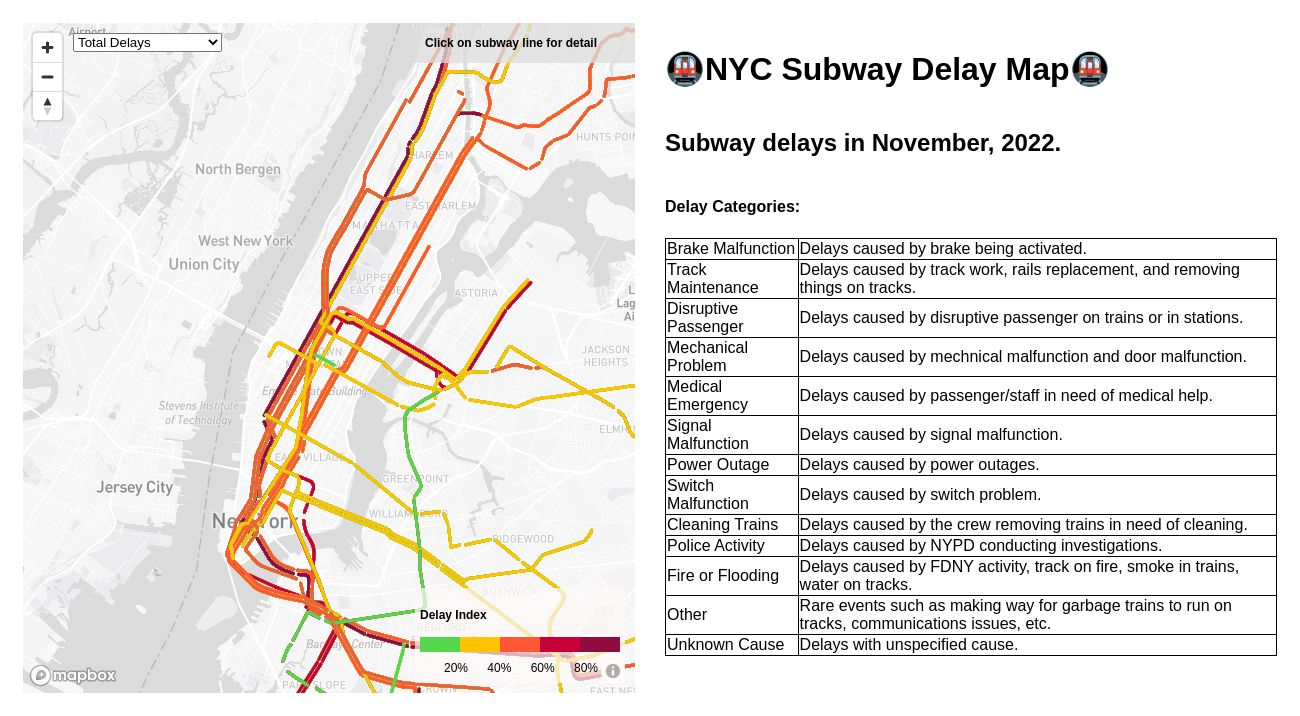 Airport
Total Delays
Click on subway line for detail
HUNTS POIN
HARLEM
North Bergen
EAST HARLEM
MANHATTA
West New York
Union City
UPPER
EAST SIDE
ASTORIA
L
Lag
Ai
JACKSON
HEIGHTS
Stevens Institute
of Technology
ELMH
EAST VILLAGE
GREENPOINT
Jersey City
New York
WILLIAMSBURG
RIDGEWOOD
BUSHWICK
Delay Index
20% 40% 60% 80%
mapbox
PARK SLOPE
CROWN
EAST NEW
NYC Subway Delay Map
Subway delays in November, 2022.
Delay Categories:
Brake Malfunction Delays caused by brake being activated.
Track
Maintenance
Delays caused by track work, rails replacement, and removing
things on tracks.
Disruptive
Passenger
Delays caused by disruptive passenger on trains or in stations.
Mechanical
Problem
Delays caused by mechnical malfunction and door malfunction.
Medical
Emergency
Delays caused by passenger/staff in need of medical help.
Signal
Malfunction
Delays caused by signal malfunction.
Power Outage Delays caused by power outages.
Switch
Malfunction
Delays caused by switch problem.
Cleaning Trains Delays caused by the crew removing trains in need of cleaning.
Police Activity Delays caused by NYPD conducting investigations.
Fire or Flooding
Delays caused by FDNY activity, track on fire, smoke in trains,
water on tracks.
Other
Rare events such as making way for garbage trains to run on
tracks, communications issues, etc.
Unknown Cause Delays with unspecified cause.